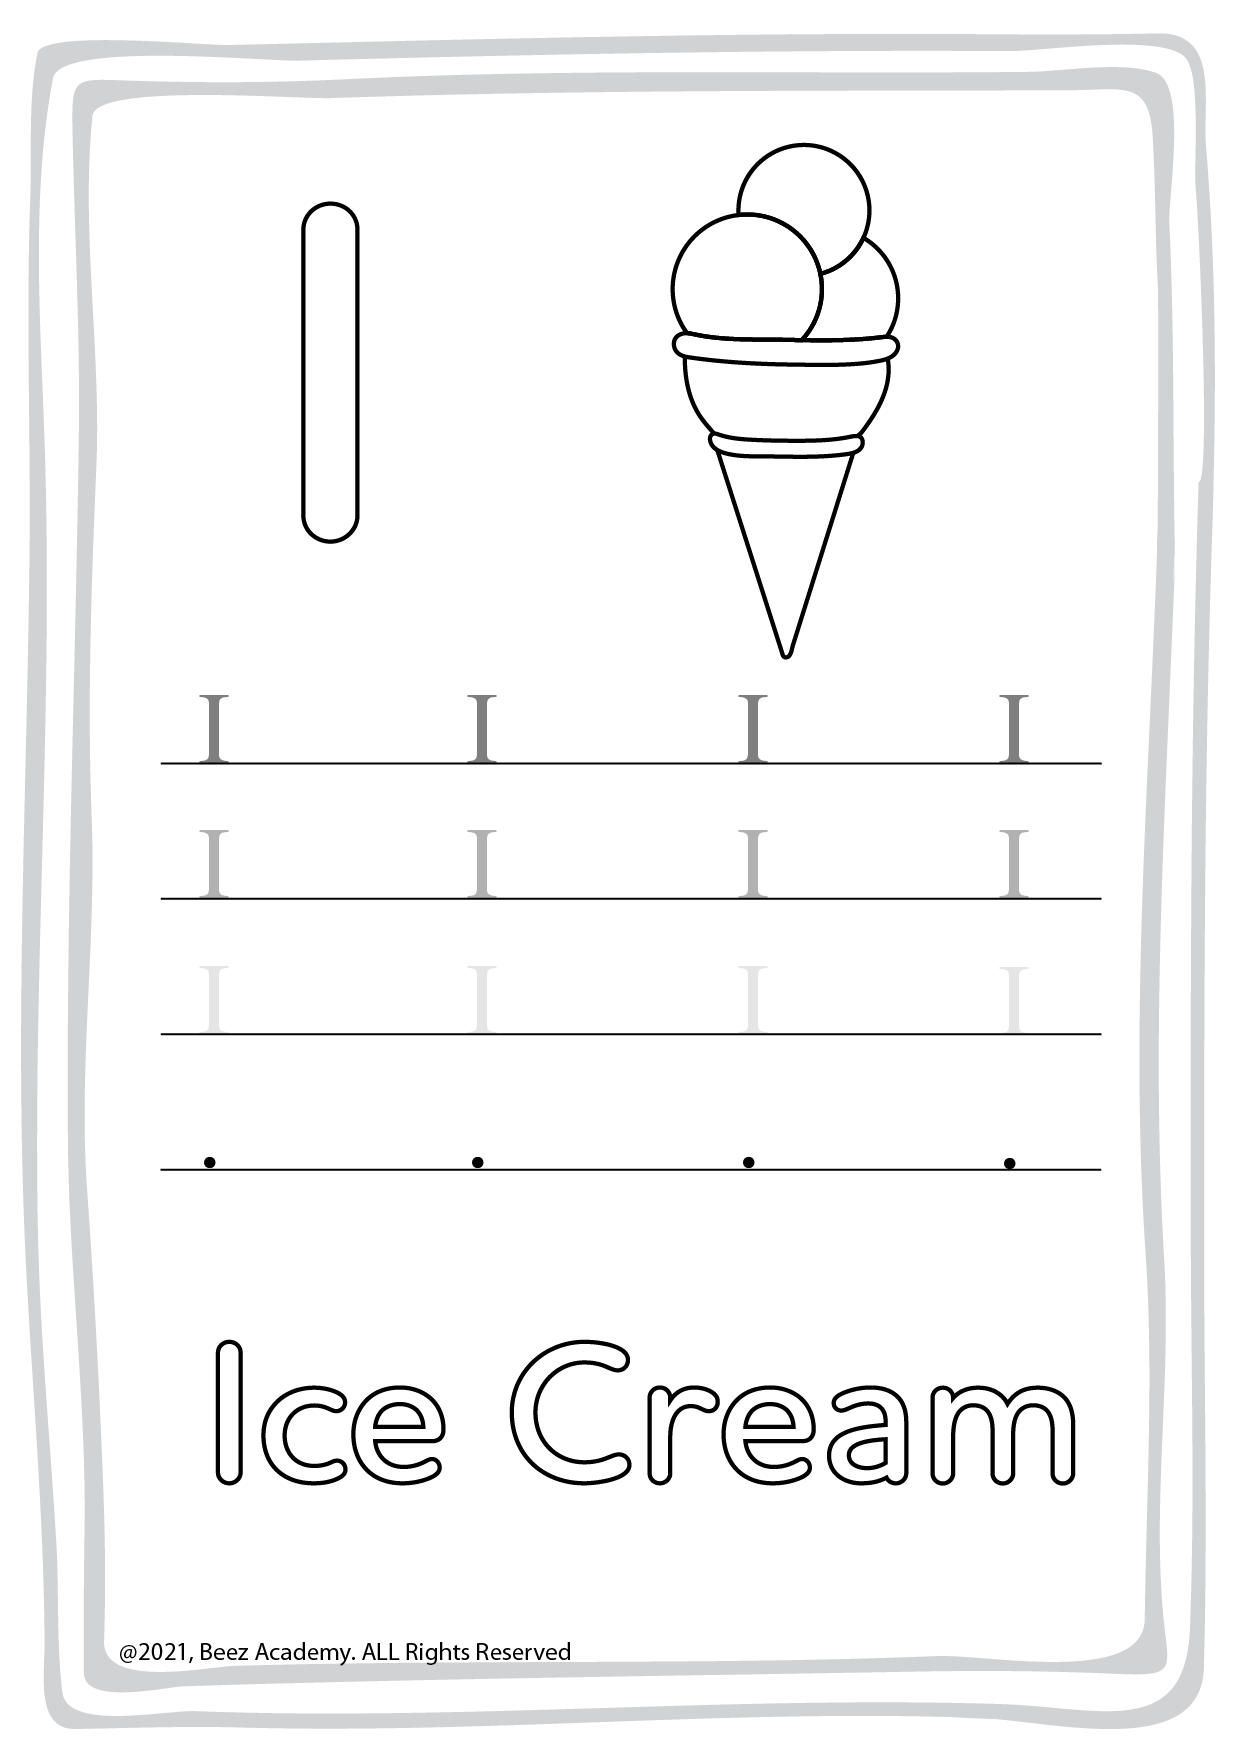 I
I I I I
I I I I
I I I I
. . . .
Ice Cream
@2021, Beez Academy. ALL Rights Reserved